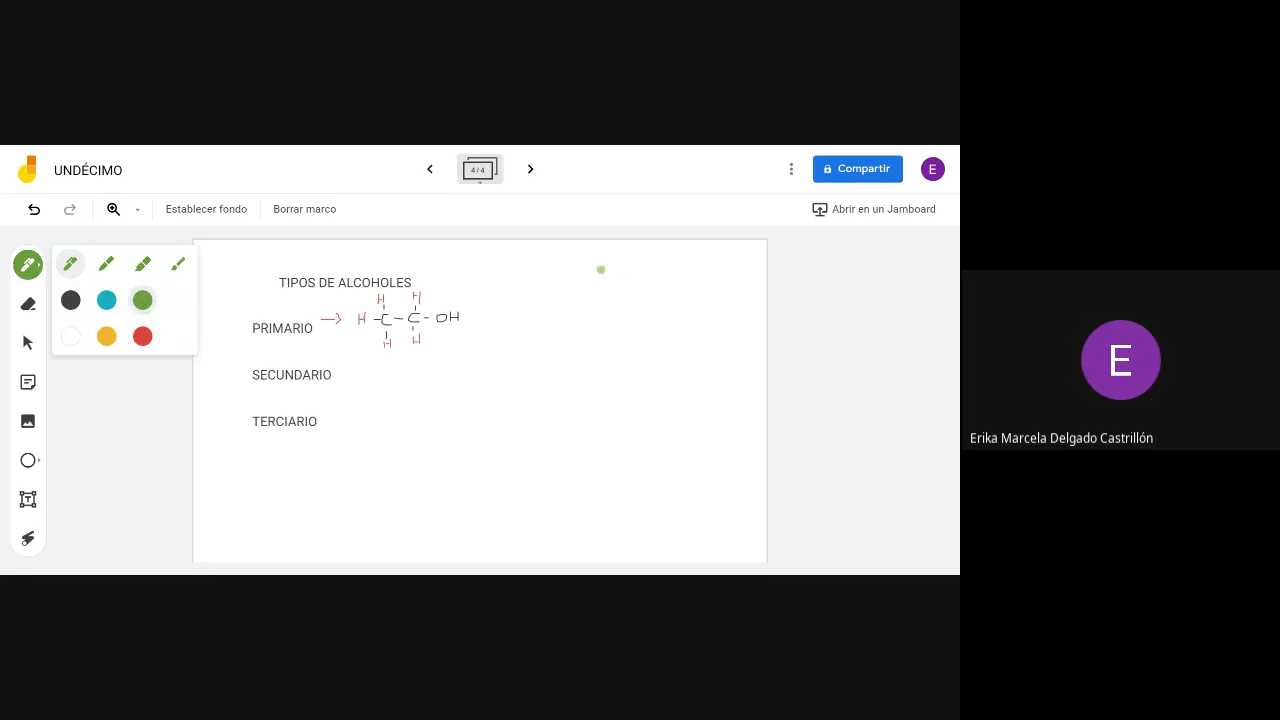 UNDÉCIMO
4 / 4
Compartir
E
Establecer fondo
Borrar marco
Abrir en un Jamboard
TIPOS DE ALCOHOLES
H H
PRIMARIO → H - C - C - OH
H H
SECUNDARIO
TERCIARIO
E
Erika Marcela Delgado Castrillón